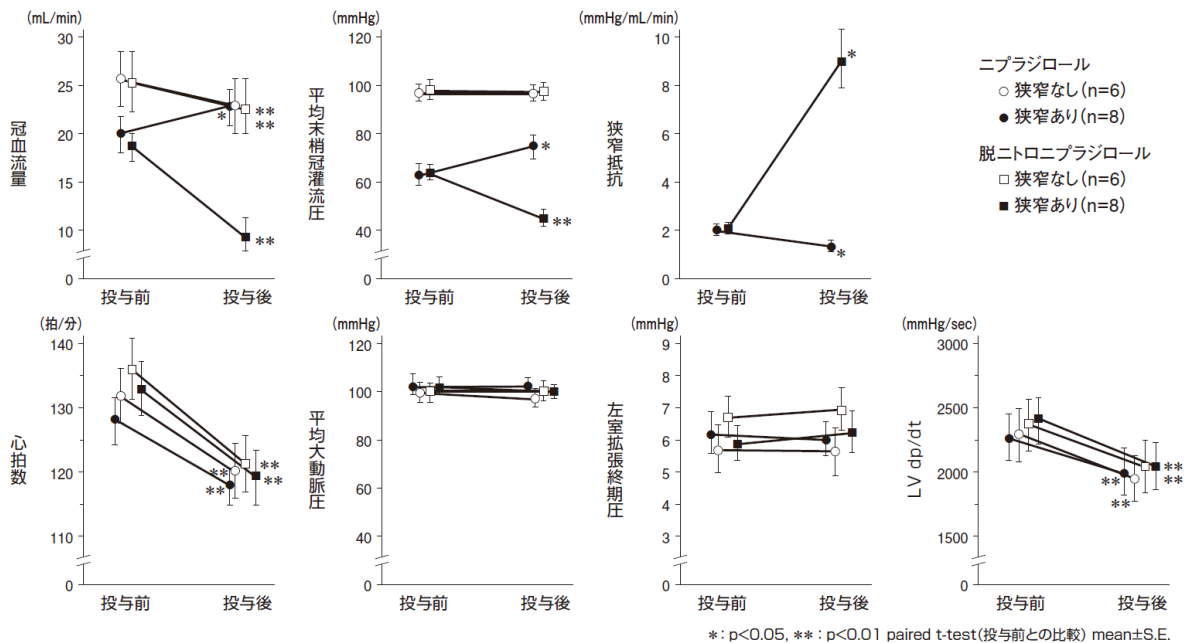 (mL/min)
30
25
20
15
10
0
冠血流量
* ** **
**
投与前 投与後
(mmHg)
120
100
80
60
40
0
平均末梢冠灌流圧
*
**
投与前 投与後
(mmHg/mL/min)
10
8
6
4
2
0
狭窄抵抗
*
*
投与前 投与後
ニプラジロール
○ 狭窄なし(n=6)
● 狭窄あり(n=8)
脱ニトロニプラジロール
□ 狭窄なし(n=6)
■ 狭窄あり(n=8)
(拍/分)
140
130
120
110
0
心拍数
** **
** **
投与前 投与後
(mmHg)
120
100
80
60
40
0
平均大動脈圧
投与前 投与後
(mmHg)
9
8
7
6
5
4
3
0
左室拡張終期圧
投与前 投与後
(mmHg/sec)
3000
2500
2000
1500
0
LV dp/dt
** **
** **
投与前 投与後
*：p<0.05, **：p<0.01 paired t-test(投与前との比較) mean±S.E.